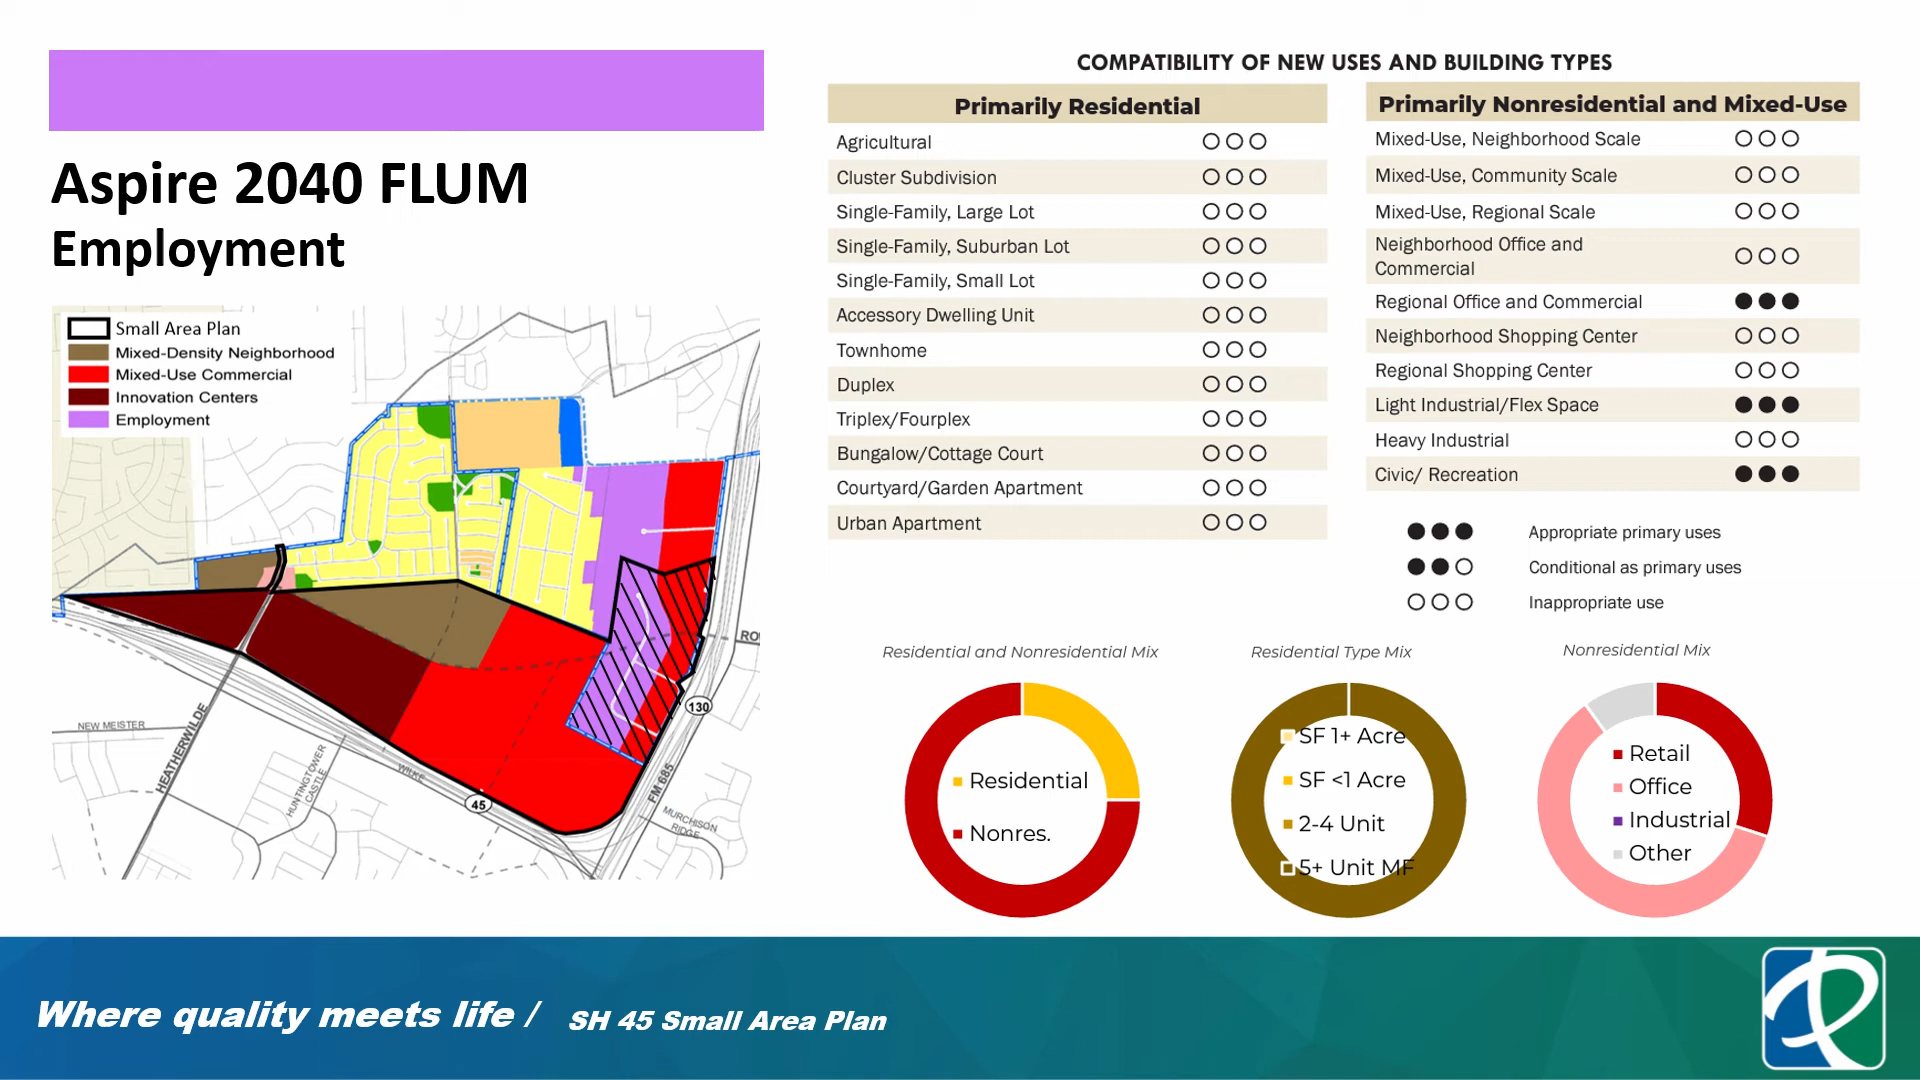 Aspire 2040 FLUM
Employment
Small Area Plan
Mixed-Density Neighborhood
Mixed-Use Commercial
Innovation Centers
Employment
NEW MEISTER
HEATHERWILDE
HUNTINGTOWER
CASTLE
WILKE
45
FM 685
130
RO
MURCHISON
RIDGE
COMPATIBILITY OF NEW USES AND BUILDING TYPES
Primarily Residential
Agricultural
Cluster Subdivision
Single-Family, Large Lot
Single-Family, Suburban Lot
Single-Family, Small Lot
Accessory Dwelling Unit
Townhome
Duplex
Triplex/Fourplex
Bungalow/Cottage Court
Courtyard/Garden Apartment
Urban Apartment
Primarily Nonresidential and Mixed-Use
Mixed-Use, Neighborhood Scale
Mixed-Use, Community Scale
Mixed-Use, Regional Scale
Neighborhood Office and
Commercial
Regional Office and Commercial
Neighborhood Shopping Center
Regional Shopping Center
Light Industrial/Flex Space
Heavy Industrial
Civic/ Recreation
Appropriate primary uses
Conditional as primary uses
Inappropriate use
Residential and Nonresidential Mix
Residential
Nonres.
Residential Type Mix
SF 1+ Acre
SF <1 Acre
2-4 Unit
5+ Unit MF
Nonresidential Mix
Retail
Office
Industrial
Other
Where quality meets life / SH 45 Small Area Plan